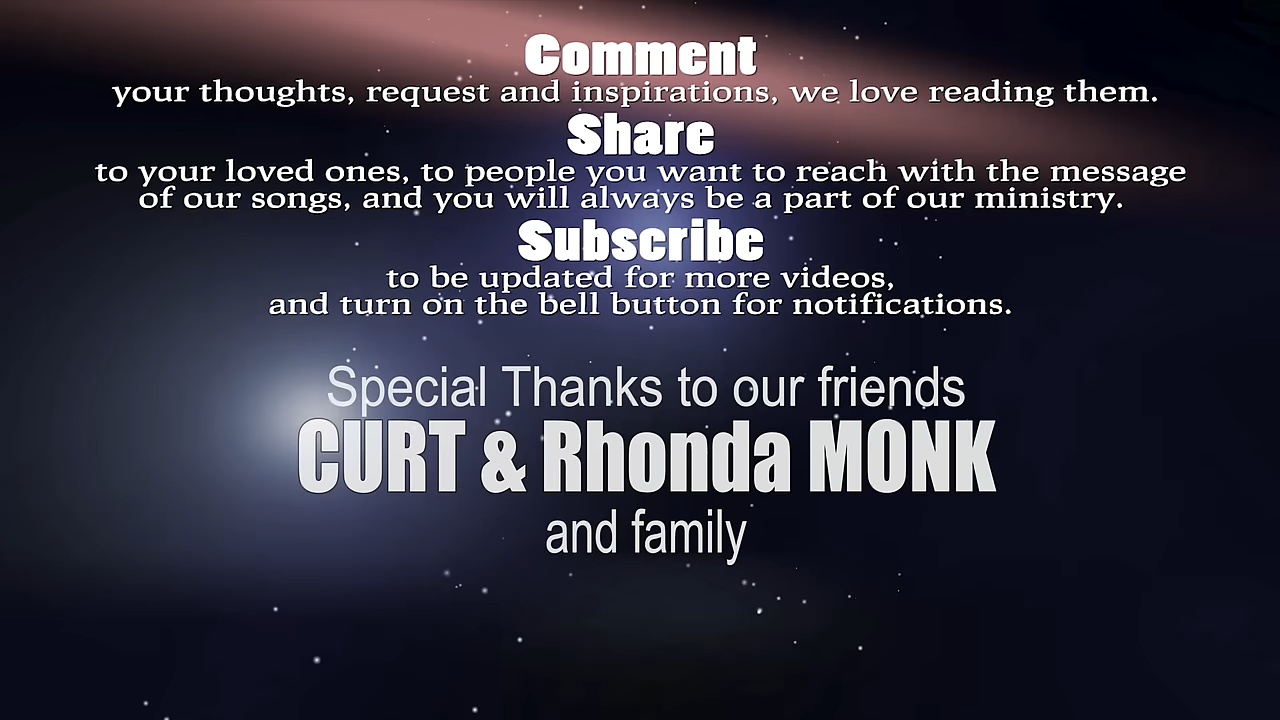 Comment
your thoughts, request and inspirations, we love reading them.
Share
to your loved ones, to people you want to reach with the message
of our songs, and you will always be a part of our ministry.
Subscribe
to be updated for more videos,
and turn on the bell button for notifications.
Special Thanks to our friends
CURT & Rhonda MONK
and family